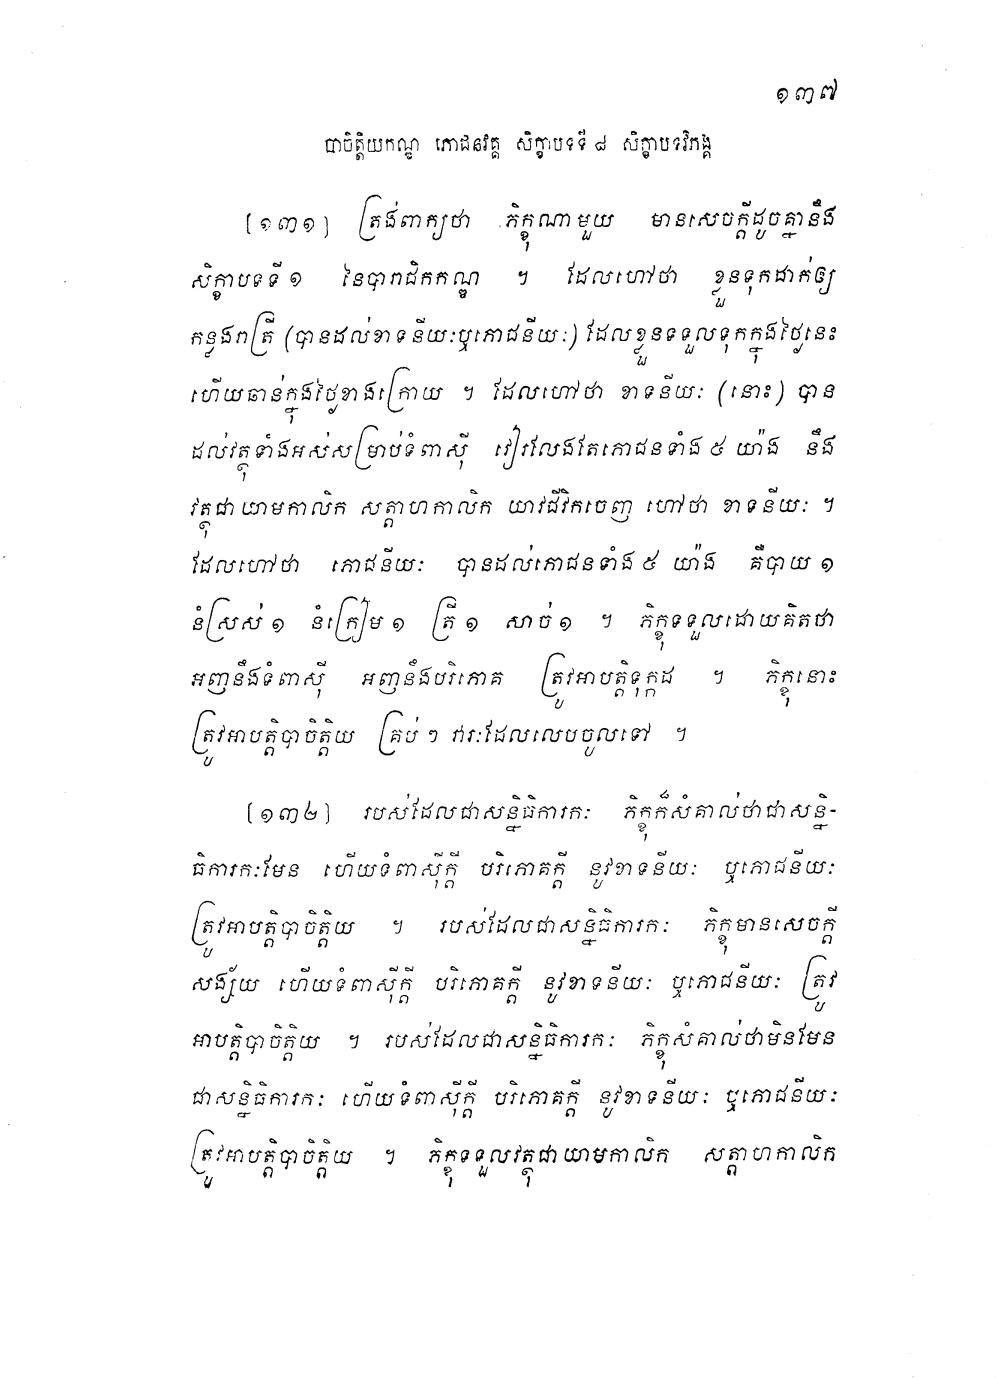 ១៣៧
បាចិត្តិយកណ្ឌ ភោជនវគ្គ សិក្ខាបទទី ៨ សិក្ខាបទវិភង្គ
[១៣១] ត្រង់ពាក្យថា ភិក្ខុណាមួយ មានសេចក្តីដូចគ្នានឹង
សិក្ខាបទទី ១ នៃបារាជិកកណ្ឌ ។ ដែលហៅថា ខ្លួនទុកដាក់ឲ្យ
កន្លងរាត្រី (បានដល់ខាទនីយៈឬភោជនីយៈ) ដែលខ្លួនទទួលទុកក្នុងថ្ងៃនេះ
ហើយឆាន់ក្នុងថ្ងៃខាងក្រោយ ។ ដែលហៅថា ខាទនីយៈ (នោះ) បាន
ដល់វត្ថុទាំងអស់សម្រាប់ទំពាស៊ី វៀរលែងតែភោជនទាំង ៥ យ៉ាង នឹង
វត្ថុជាយាមកាលិក សត្តាហកាលិក យាវជីវិកចេញ ហៅថា ខាទនីយៈ ។
ដែលហៅថា ភោជនីយៈ បានដល់ភោជនទាំង ៥ យ៉ាង គឺបាយ ១
នំស្រស់ ១ នំក្រៀម ១ ត្រី ១ សាច់ ១ ។ ភិក្ខុទទួលដោយគិតថា
អញនឹងទំពាស៊ី អញនឹងបរិភោគ ត្រូវអាបត្តិទុក្កដ ។ ភិក្ខុនោះ
ត្រូវអាបត្តិបាចិត្តិយ គ្រប់ ៗ វារៈដែលលេបចូលទៅ ។
[១៣២] របស់ដែលជាសន្និធិការកៈ ភិក្ខុក៏សំគាល់ថាជាសន្និ-
ធិការកៈមែន ហើយទំពាស៊ីក្តី បរិភោគក្តី នូវខាទនីយៈ ឬភោជនីយៈ
ត្រូវអាបត្តិបាចិត្តិយ ។ របស់ដែលជាសន្និធិការកៈ ភិក្ខុមានសេចក្តី
សង្ស័យ ហើយទំពាស៊ីក្តី បរិភោគក្តី នូវខាទនីយៈ ឬភោជនីយៈ ត្រូវ
អាបត្តិបាចិត្តិយ ។ របស់ដែលជាសន្និធិការកៈ ភិក្ខុសំគាល់ថាមិនមែន
ជាសន្និធិការកៈ ហើយទំពាស៊ីក្តី បរិភោគក្តី នូវខាទនីយៈ ឬភោជនីយៈ
ត្រូវអាបត្តិបាចិត្តិយ ។ ភិក្ខុទទួលវត្ថុជាយាមកាលិក សត្តាហកាលិក